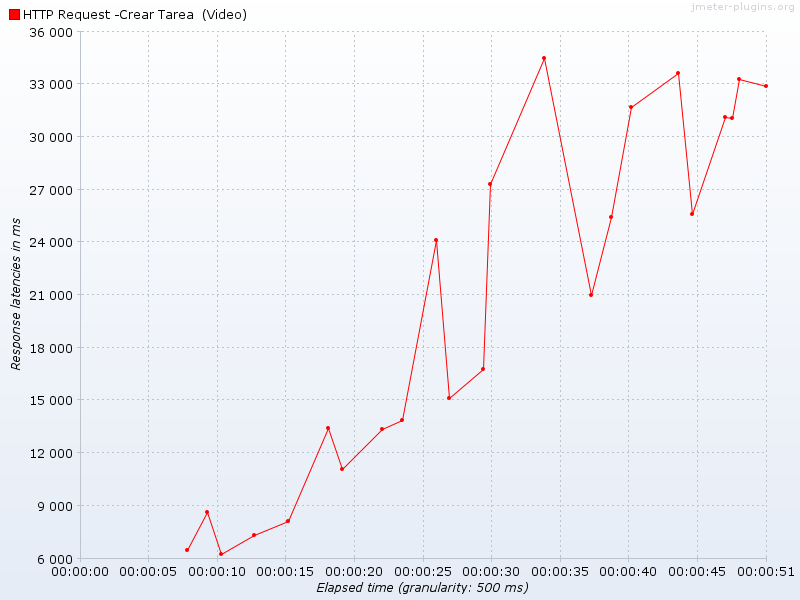 jmeter-plugins.org
HTTP Request -Crear Tarea  (Video)
36 000
33 000
30 000
27 000
24 000
21 000
18 000
15 000
12 000
9 000
6 000
Response latencies in ms
00:00:00 00:00:05 00:00:10 00:00:15 00:00:20 00:00:25 00:00:30 00:00:35 00:00:40 00:00:45 00:00:51
Elapsed time (granularity: 500 ms)